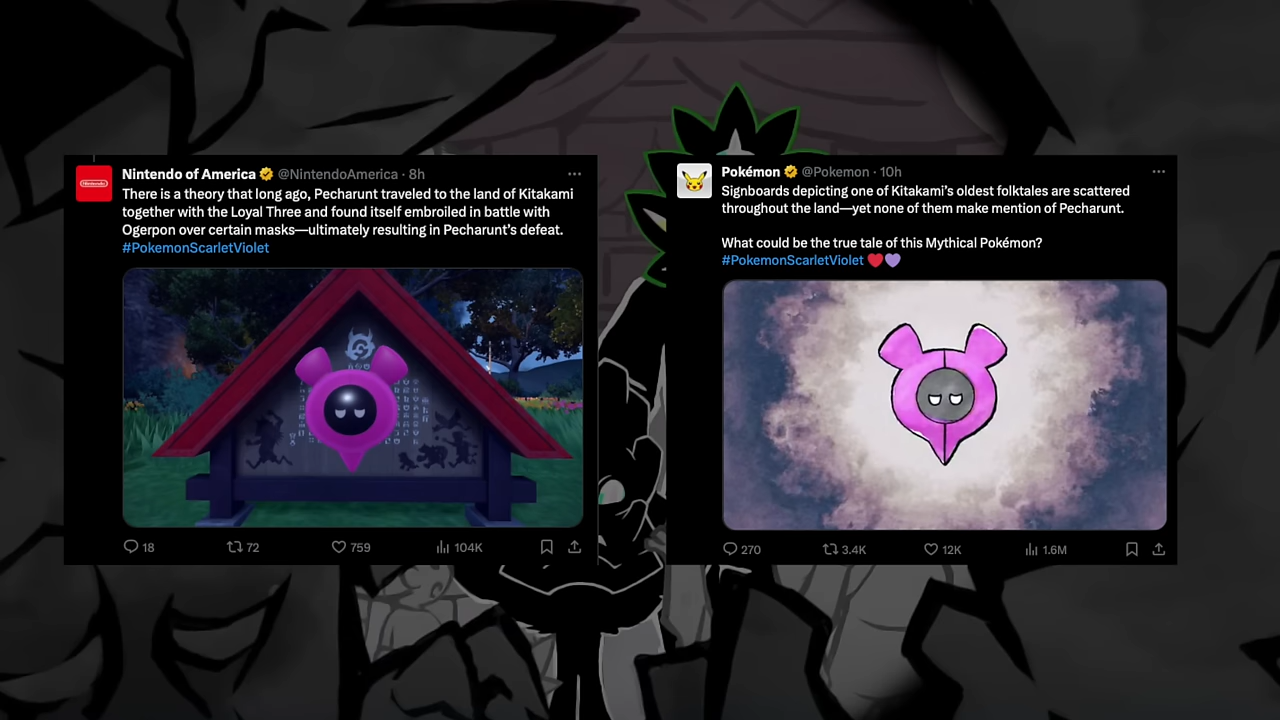 Nintendo of America @NintendoAmerica · 8h
There is a theory that long ago, Pecharunt traveled to the land of Kitakami
together with the Loyal Three and found itself embroiled in battle with
Ogerpon over certain masks—ultimately resulting in Pecharunt's defeat.
#PokemonScarletViolet
18 72 759 104K
Pokémon @Pokemon · 10h
Signboards depicting one of Kitakami's oldest folktales are scattered
throughout the land—yet none of them make mention of Pecharunt.
What could be the true tale of this Mythical Pokémon?
#PokemonScarletViolet ❤️💜
270 3.4K 12K 1.6M